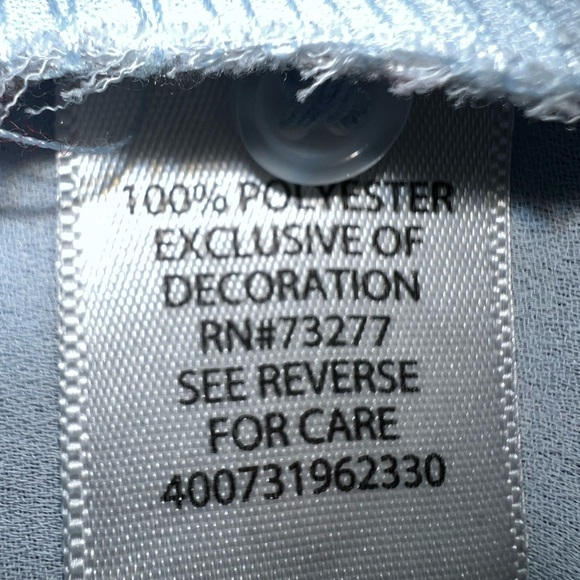 100% POLYESTER
EXCLUSIVE OF
DECORATION
RN#73277
SEE REVERSE
FOR CARE
400731962330